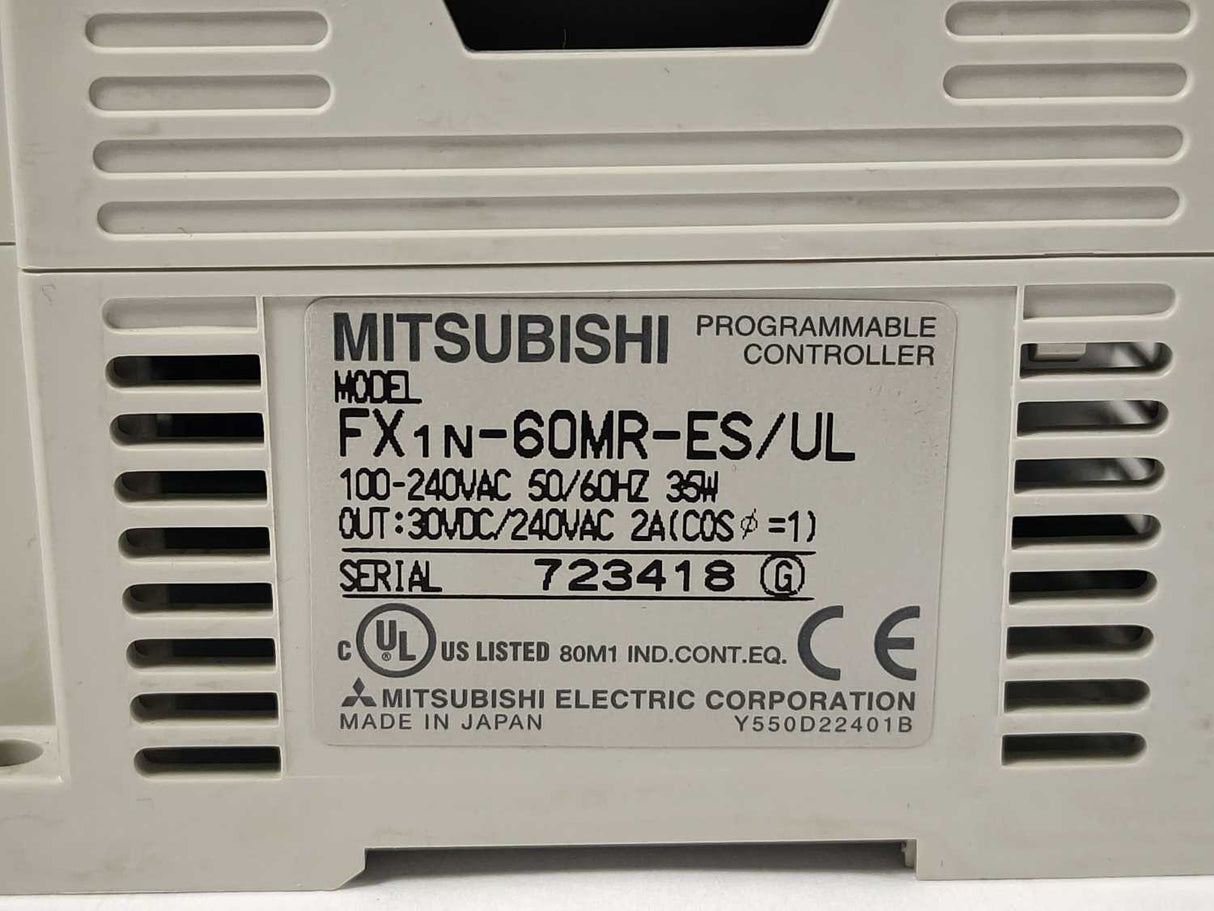 MITSUBISHI PROGRAMMABLE CONTROLLER
MODEL
FX1N-60MR-ES/UL
100-240VAC 50/60HZ 35W
OUT:30VDC/240VAC 2A(COSφ=1)
SERIAL 723418 Ⓖ
C UL® US LISTED 80M1 IND.CONT.EQ. CE
MITSUBISHI ELECTRIC CORPORATION
MADE IN JAPAN Y550D22401B